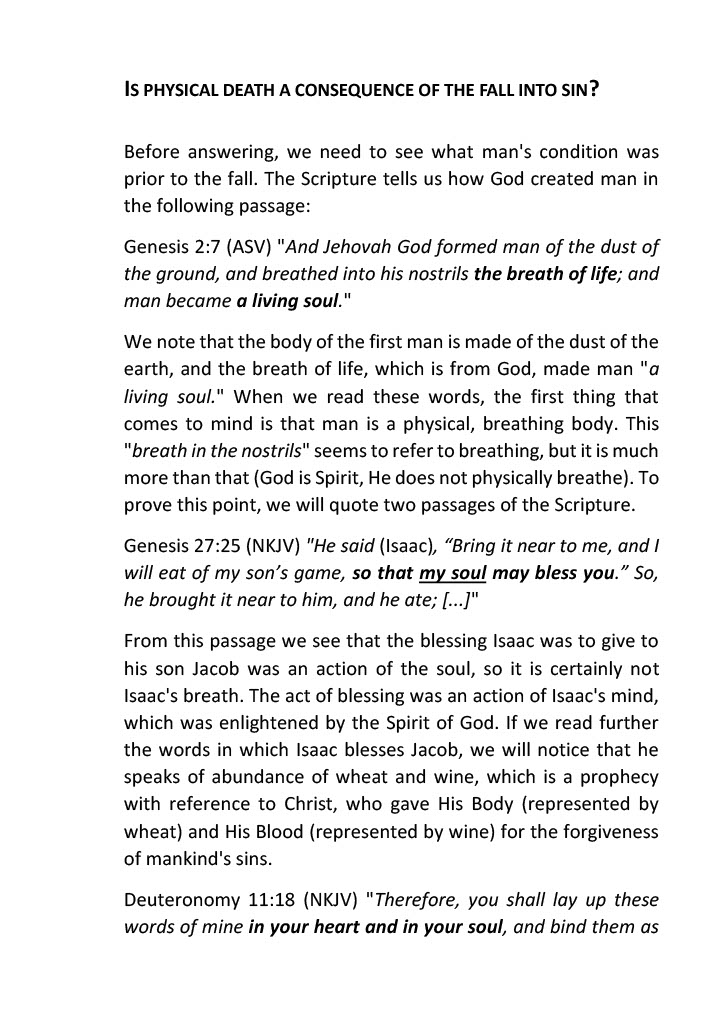 IS PHYSICAL DEATH A CONSEQUENCE OF THE FALL INTO SIN?
Before answering, we need to see what man's condition was
prior to the fall. The Scripture tells us how God created man in
the following passage:
Genesis 2:7 (ASV) "And Jehovah God formed man of the dust of
the ground, and breathed into his nostrils the breath of life; and
man became a living soul."
We note that the body of the first man is made of the dust of the
earth, and the breath of life, which is from God, made man "a
living soul." When we read these words, the first thing that
comes to mind is that man is a physical, breathing body. This
"breath in the nostrils" seems to refer to breathing, but it is much
more than that (God is Spirit, He does not physically breathe). To
prove this point, we will quote two passages of the Scripture.
Genesis 27:25 (NKJV) "He said (Isaac), “Bring it near to me, and I
will eat of my son’s game, so that my soul may bless you.” So,
he brought it near to him, and he ate; [...]"
From this passage we see that the blessing Isaac was to give to
his son Jacob was an action of the soul, so it is certainly not
Isaac's breath. The act of blessing was an action of Isaac's mind,
which was enlightened by the Spirit of God. If we read further
the words in which Isaac blesses Jacob, we will notice that he
speaks of abundance of wheat and wine, which is a prophecy
with reference to Christ, who gave His Body (represented by
wheat) and His Blood (represented by wine) for the forgiveness
of mankind's sins.
Deuteronomy 11:18 (NKJV) "Therefore, you shall lay up these
words of mine in your heart and in your soul, and bind them as